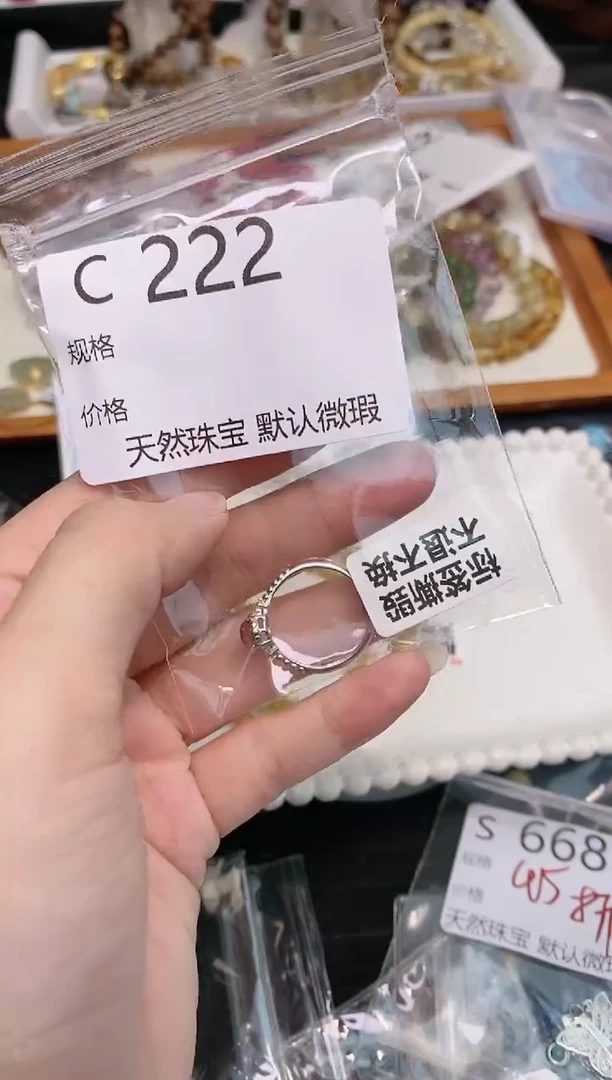 C 222
规格
价格
天然珠宝 默认微瑕
标签撕毁
不退不换
S 668
规格
价格
天然珠宝 默认微